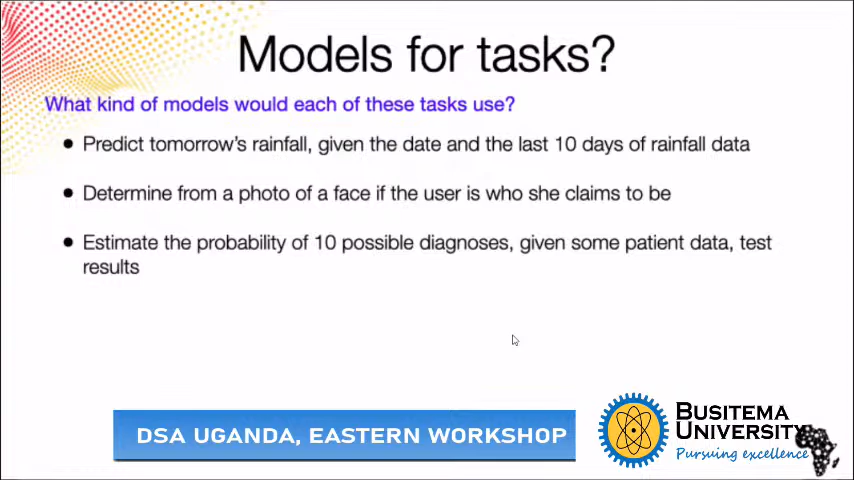 Models for tasks?
What kind of models would each of these tasks use?
• Predict tomorrow's rainfall, given the date and the last 10 days of rainfall data
• Determine from a photo of a face if the user is who she claims to be
• Estimate the probability of 10 possible diagnoses, given some patient data, test
results
DSA UGANDA, EASTERN WORKSHOP
BUSITEMA
UNIVERSITY
Pursuing excellence